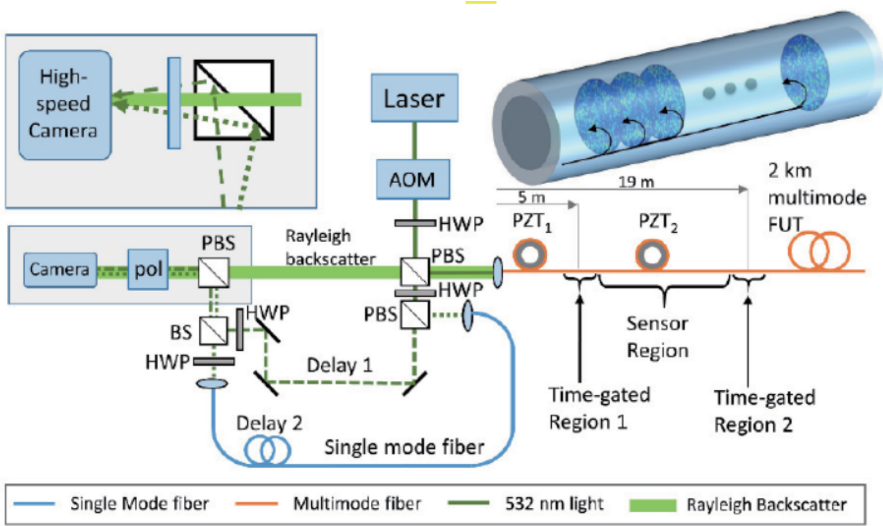 High-
speed
Camera
Laser
AOM
HWP
19 m
5 m
2 km
multimode
FUT
PZT1
PZT2
PBS
Rayleigh
backscatter
PBS
Camera
pol
HWP
PBS
BS
HWP
HWP
Delay 1
Sensor
Region
Time-gated
Region 1
Time-gated
Region 2
Delay 2
Single mode fiber
Single Mode fiber
Multimode fiber
532 nm light
Rayleigh Backscatter